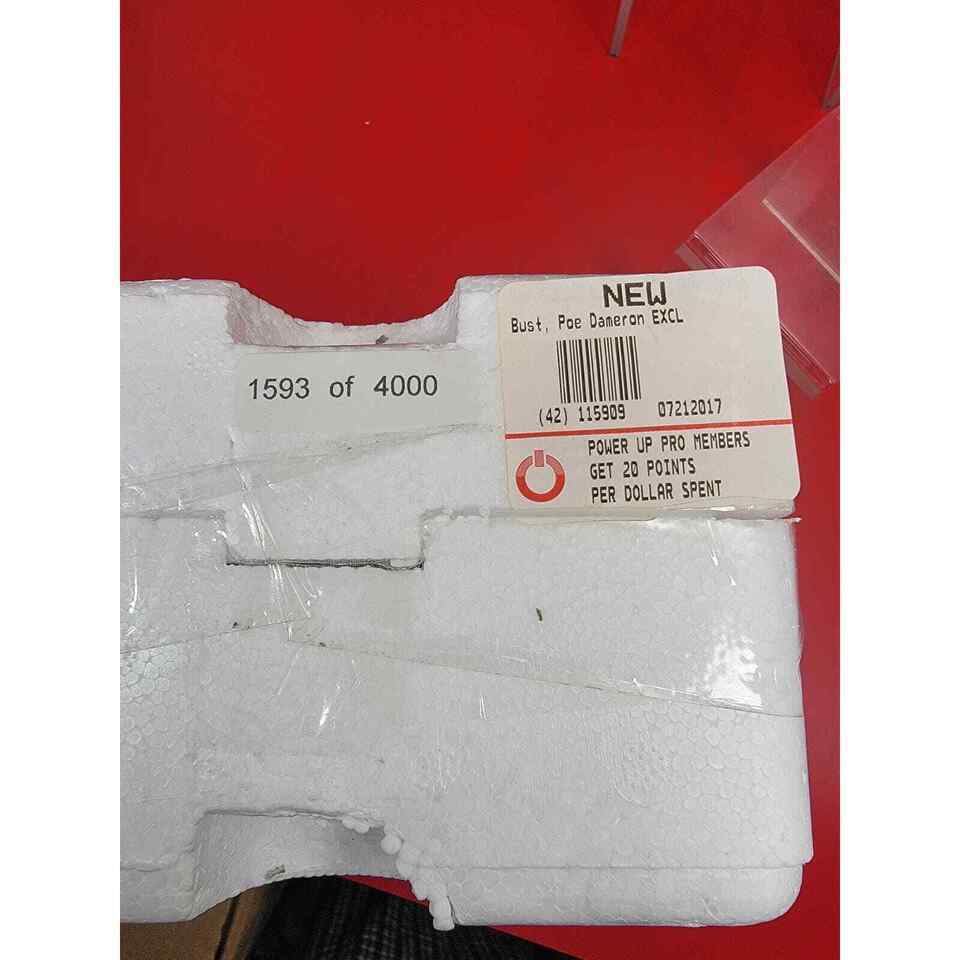 NEW
Bust, Poe Dameron EXCL
1593 of 4000
(42) 115909 07212017
POWER UP PRO MEMBERS
GET 20 POINTS
PER DOLLAR SPENT